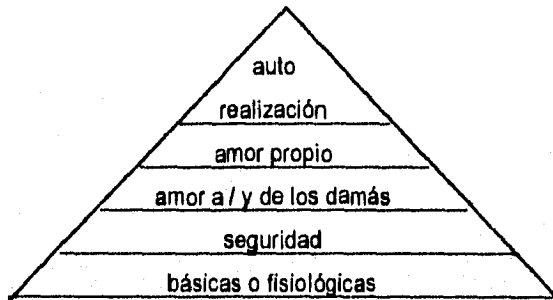 auto
realización
amor propio
amor a / y de los damás
seguridad
básicas o fisiológicas